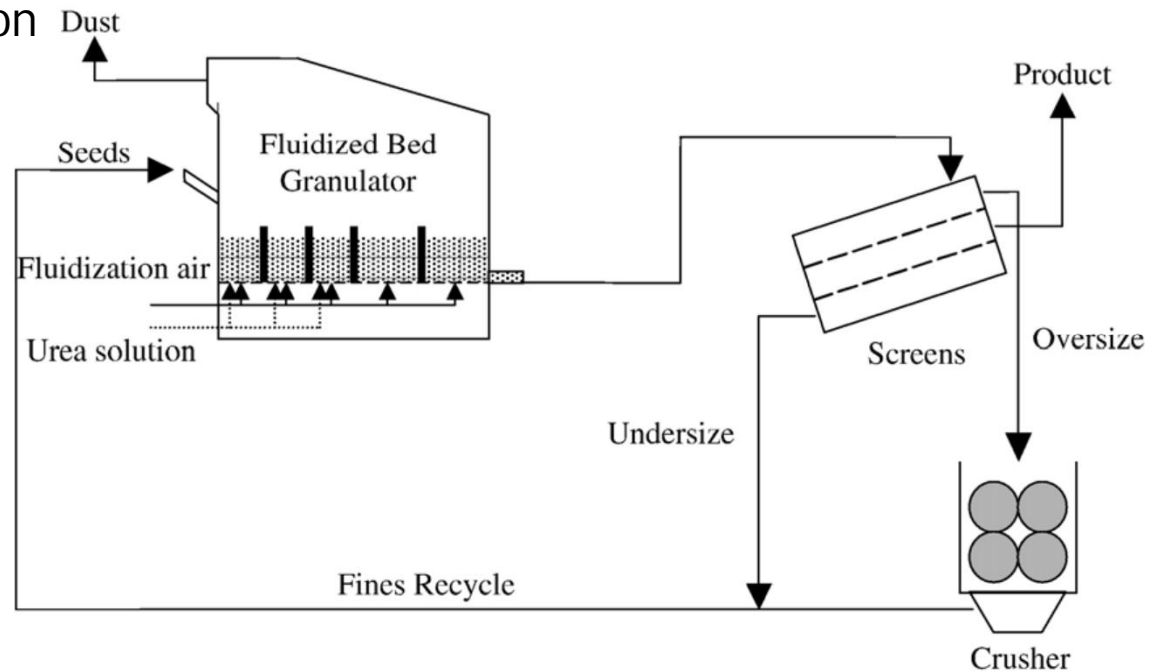 on
Dust
Product
Seeds
Fluidized Bed
Granulator
Fluidization air
Urea solution
Screens
Oversize
Undersize
Fines Recycle
Crusher